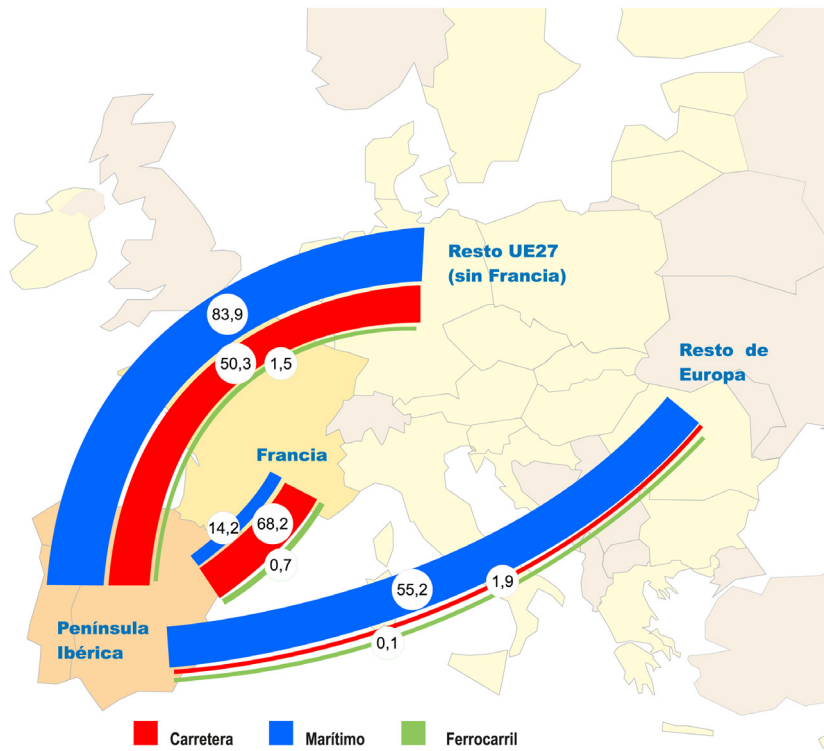 Resto UE27
(sin Francia)
83,9
50,3
1,5
Resto de
Europa
Francia
14,2
68,2
0,7
55,2
1,9
0,1
Península
Ibérica
Carretera
Marítimo
Ferrocarril